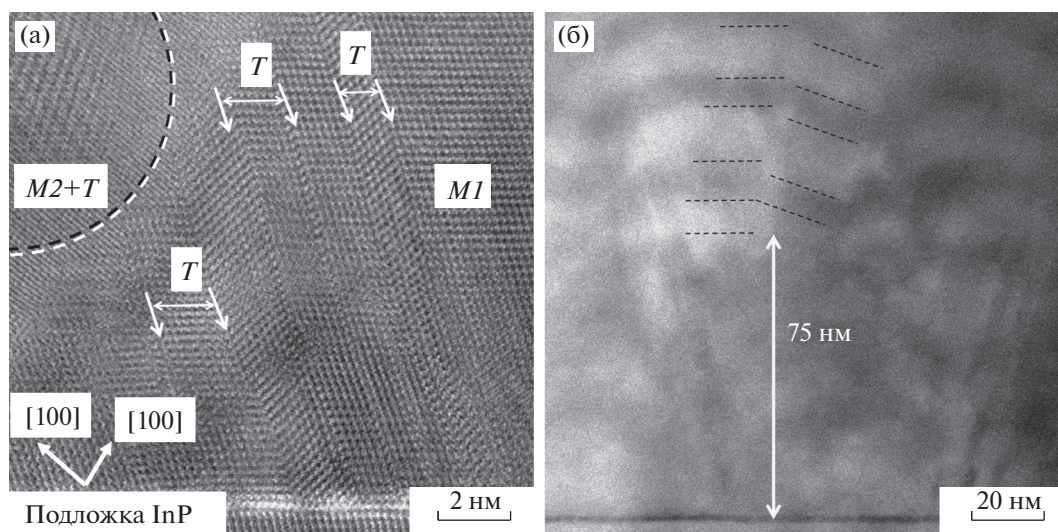 (а)
(б)
T
T
M2+T
M1
T
75 нм
[100]
[100]
Подложка InP
2 нм
20 нм